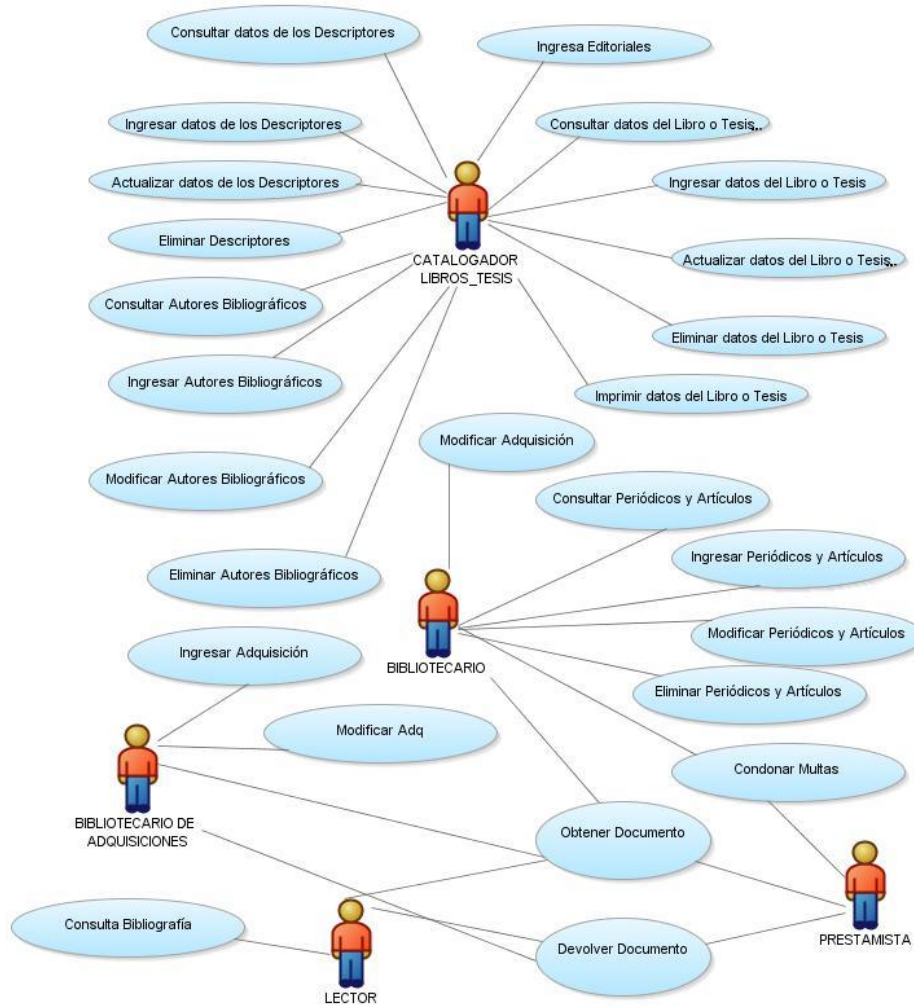 Consultar datos de los Descriptores
Ingresa Editoriales
Ingresar datos de los Descriptores
Consultar datos del Libro o Tesis..
Actualizar datos de los Descriptores
Ingresar datos del Libro o Tesis
Eliminar Descriptores
CATALOGADOR
LIBROS_TESIS
Actualizar datos del Libro o Tesis..
Consultar Autores Bibliográficos
Eliminar datos del Libro o Tesis
Ingresar Autores Bibliográficos
Imprimir datos del Libro o Tesis
Modificar Adquisición
Modificar Autores Bibliográficos
Consultar Periódicos y Artículos
Ingresar Periódicos y Artículos
Eliminar Autores Bibliográficos
Modificar Periódicos y Artículos
Ingresar Adquisición
BIBLIOTECARIO
Eliminar Periódicos y Artículos
Modificar Adq
Condonar Multas
BIBLIOTECARIO DE
ADQUISICIONES
Obtener Documento
Consulta Bibliografía
Devolver Documento
PRESTAMISTA
LECTOR